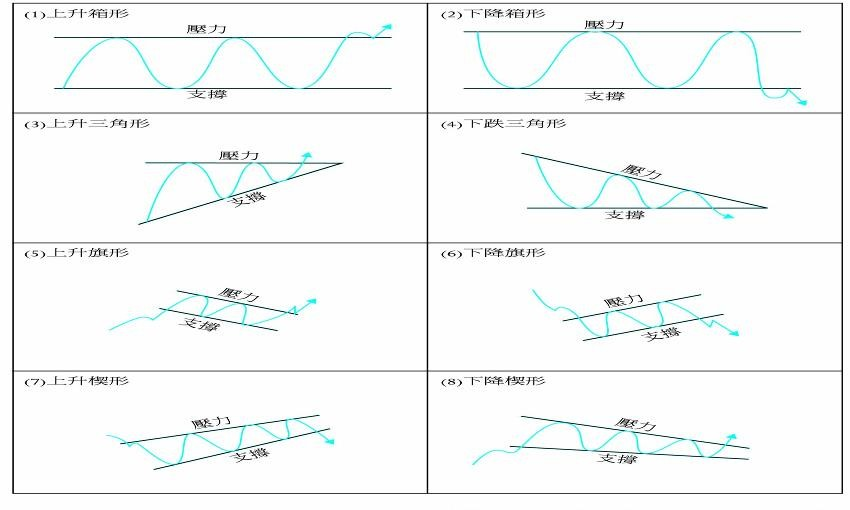 (1)上升箱形
壓力
支撐
(2)下降箱形
壓力
支撐
(3)上升三角形
壓力
支撐
(4)下跌三角形
壓力
支撐
(5)上升旗形
壓力
支撐
(6)下降旗形
壓力
支撐
(7)上升楔形
壓力
支撐
(8)下降楔形
壓力
支撐